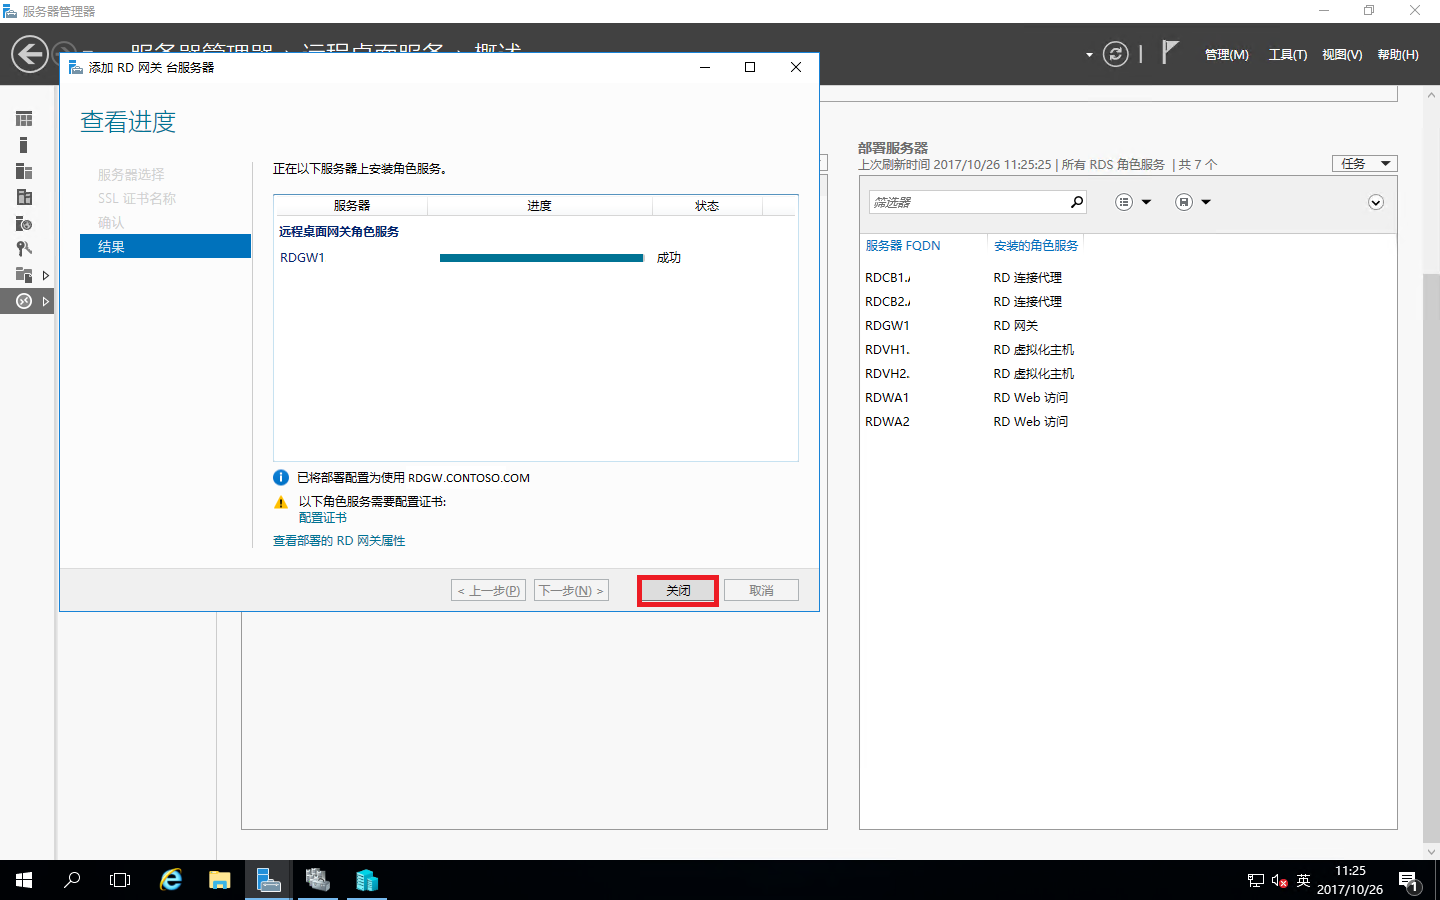 服务器管理器
服务器管理器 · 远程桌面服务 · 概述
管理(M) 工具(T) 视图(V) 帮助(H)
添加 RD 网关 台服务器
查看进度
服务器选择
SSL 证书名称
确认
结果
正在以下服务器上安装角色服务。
服务器 进度 状态
远程桌面网关角色服务
RDGW1 成功
已将部署配置为使用 RDGW.CONTOSO.COM
以下角色服务需要配置证书:
配置证书
查看部署的 RD 网关属性
< 上一步(P) 下一步(N) > 关闭 取消
部署服务器
上次刷新时间 2017/10/26 11:25:25 | 所有 RDS 角色服务 | 共 7 个
任务
筛选器
服务器 FQDN 安装的角色服务
RDCB1. RD 连接代理
RDCB2. RD 连接代理
RDGW1 RD 网关
RDVH1. RD 虚拟化主机
RDVH2. RD 虚拟化主机
RDWA1 RD Web 访问
RDWA2 RD Web 访问
英
11:25
2017/10/26
1